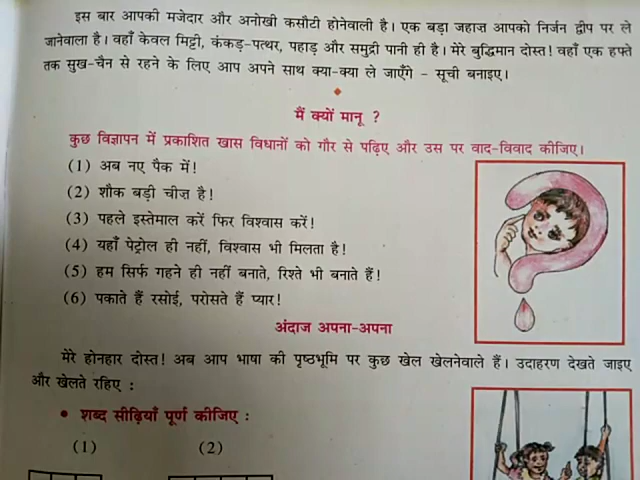 इस बार आपकी मजेदार और अनोखी कसौटी होनेवाली है। एक बड़ा जहाज़ आपको निर्जन द्वीप पर ले
जानेवाला है। वहाँ केवल मिट्टी, कंकड़-पत्थर, पहाड़ और समुद्री पानी ही है। मेरे बुद्धिमान दोस्त! वहाँ एक हफ्ते
तक सुख-चैन से रहने के लिए आप अपने साथ क्या-क्या ले जाएँगे - सूची बनाइए।
मैं क्यों मानू ?
कुछ विज्ञापन में प्रकाशित खास विधानों को गौर से पढ़िए और उस पर वाद-विवाद कीजिए।
(1) अब नए पैक में!
(2) शौक बड़ी चीज़ है!
(3) पहले इस्तेमाल करें फिर विश्वास करें!
(4) यहाँ पेट्रोल ही नहीं, विश्वास भी मिलता है!
(5) हम सिर्फ गहने ही नहीं बनाते, रिश्ते भी बनाते हैं!
(6) पकाते हैं रसोई, परोसते हैं प्यार!
अंदाज अपना-अपना
मेरे होनहार दोस्त! अब आप भाषा की पृष्ठभूमि पर कुछ खेल खेलनेवाले हैं। उदाहरण देखते जाइए
और खेलते रहिए :
• शब्द सीढ़ियाँ पूर्ण कीजिए :
(1) (2)